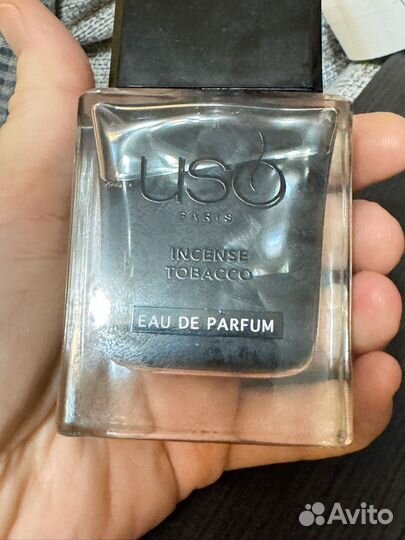 uso
PARIS
INCENSE
TOBACCO
EAU DE PARFUM
Avito